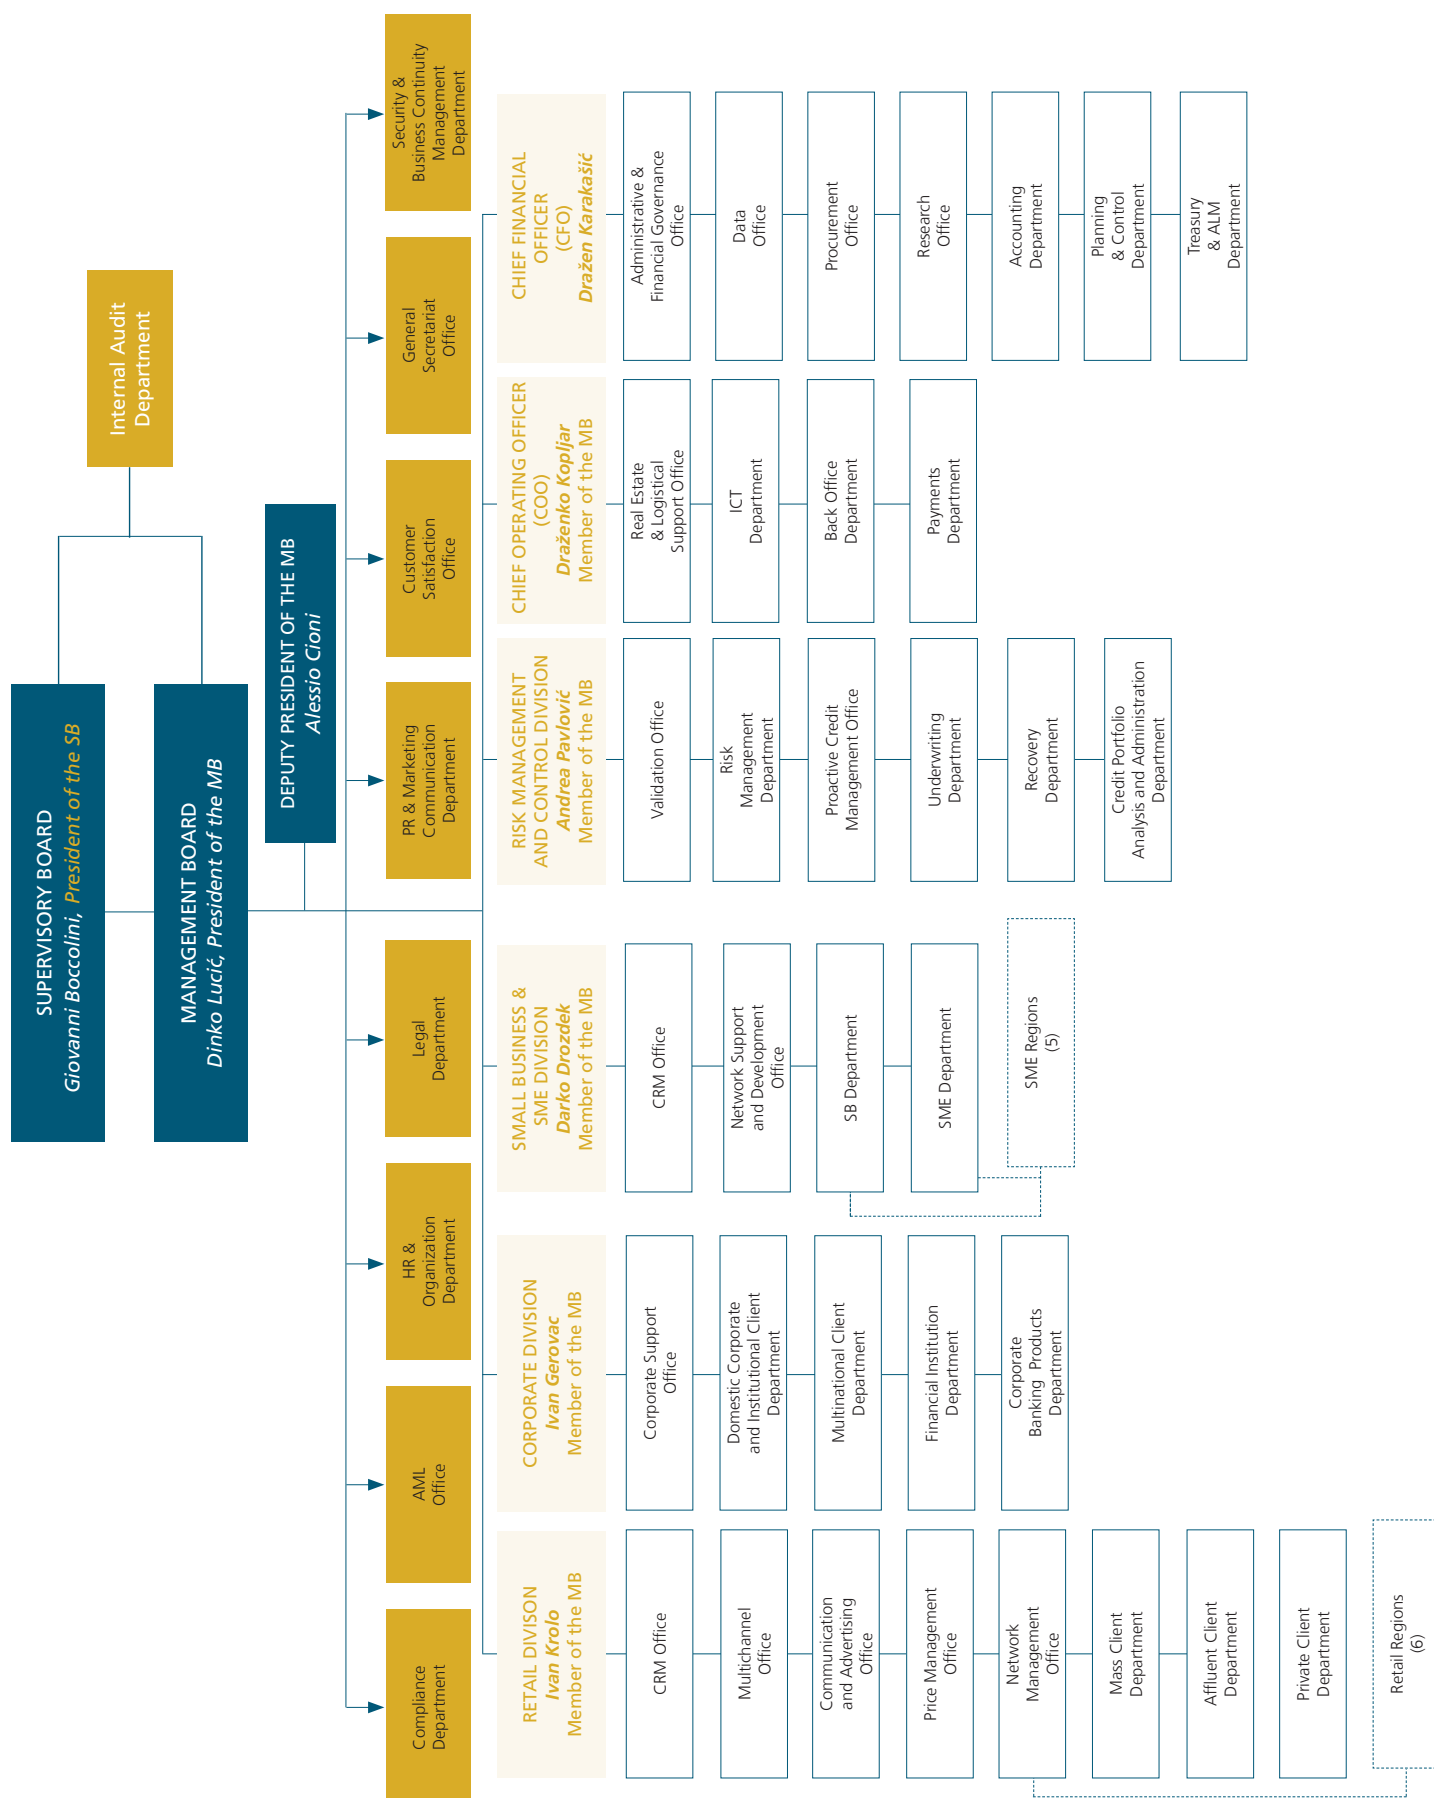 SUPERVISORY BOARD
Giovanni Boccolini, President of the SB
MANAGEMENT BOARD
Dinko Lucić, President of the MB
Internal Audit
Department
DEPUTY PRESIDENT OF THE MB
Alessio Cioni
Compliance
Department
AML
Office
HR &
Organization
Department
Legal
Department
PR & Marketing
Communication
Department
Customer
Satisfaction
Office
General
Secretariat
Office
Security &
Business Continuity
Management
Department
RETAIL DIVISON
Ivan Krolo
Member of the MB
CRM Office
Multichannel
Office
Communication
and Advertising
Office
Price Management
Office
Network
Management
Office
Mass Client
Department
Affluent Client
Department
Private Client
Department
Retail Regions
(6)
CORPORATE DIVISION
Ivan Gerovac
Member of the MB
Corporate Support
Office
Domestic Corporate
and Institutional Client
Department
Multinational Client
Department
Financial Institution
Department
Corporate
Banking Products
Department
SMALL BUSINESS &
SME DIVISION
Darko Drozdek
Member of the MB
CRM Office
Network Support
and Development
Office
SB Department
SME Department
SME Regions
(5)
RISK MANAGEMENT
AND CONTROL DIVISION
Andrea Pavlović
Member of the MB
Validation Office
Risk
Management
Department
Proactive Credit
Management Office
Underwriting
Department
Recovery
Department
Credit Portfolio
Analysis and Administration
Department
CHIEF OPERATING OFFICER
(COO)
Draženko Kopljar
Member of the MB
Real Estate
& Logistical
Support Office
ICT
Department
Back Office
Department
Payments
Department
CHIEF FINANCIAL
OFFICER
(CFO)
Dražen Karakašić
Administrative &
Financial Governance
Office
Data
Office
Procurement
Office
Research
Office
Accounting
Department
Planning
& Control
Department
Treasury
& ALM
Department